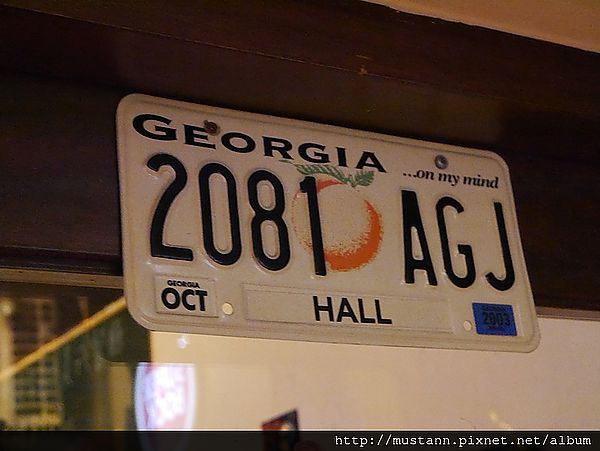 GEORGIA
...on my mind
2081 AGJ
GEORGIA
OCT
HALL
2003
http://mustann.pixnet.net/album